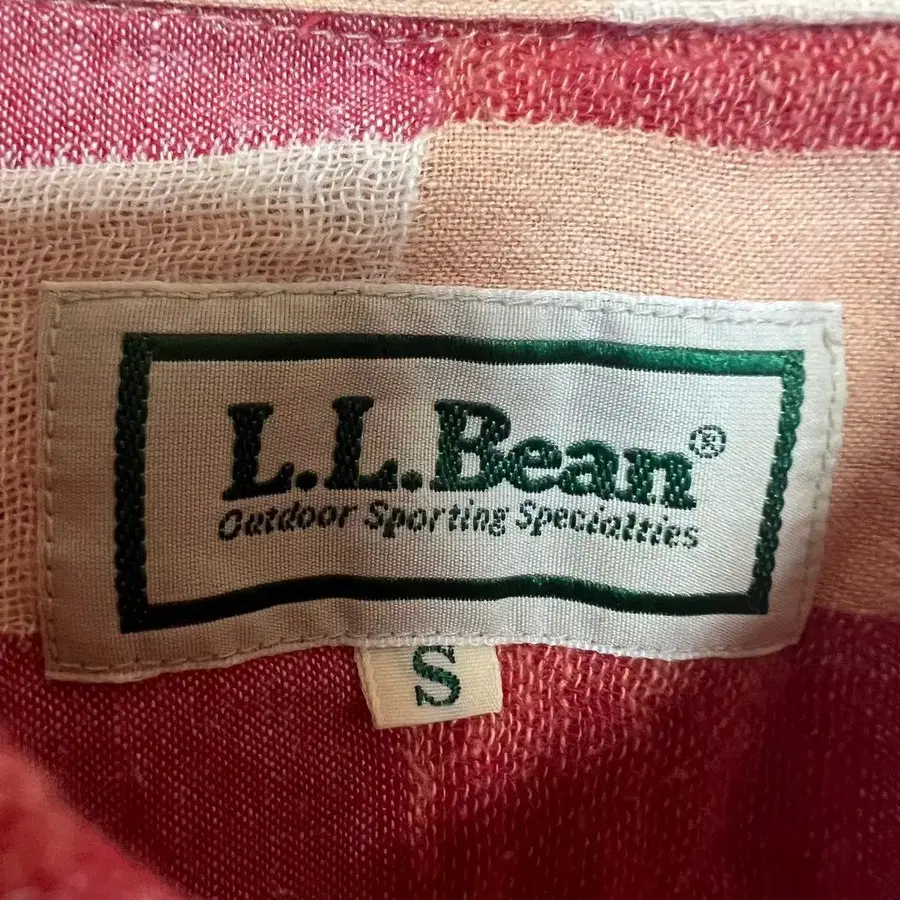 L.L.Bean®
Outdoor Sporting Specialties
S